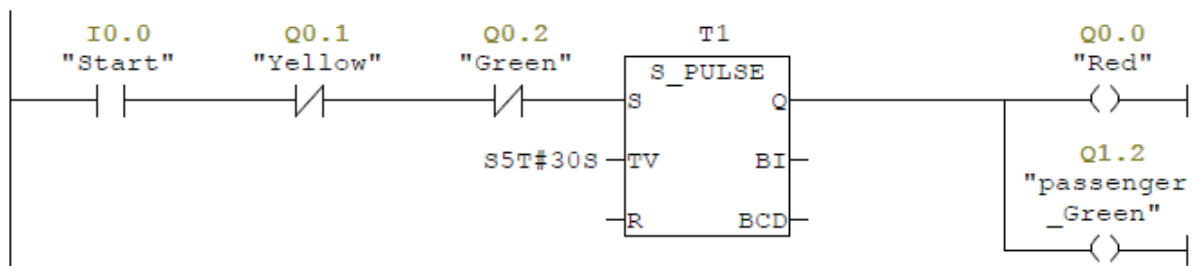 I0.0 Q0.1 Q0.2 T1 Q0.0
"Start" "Yellow" "Green" S_PULSE "Red"
S Q
S5T#30S TV BI
Q1.2
"passenger
_Green"
R BCD